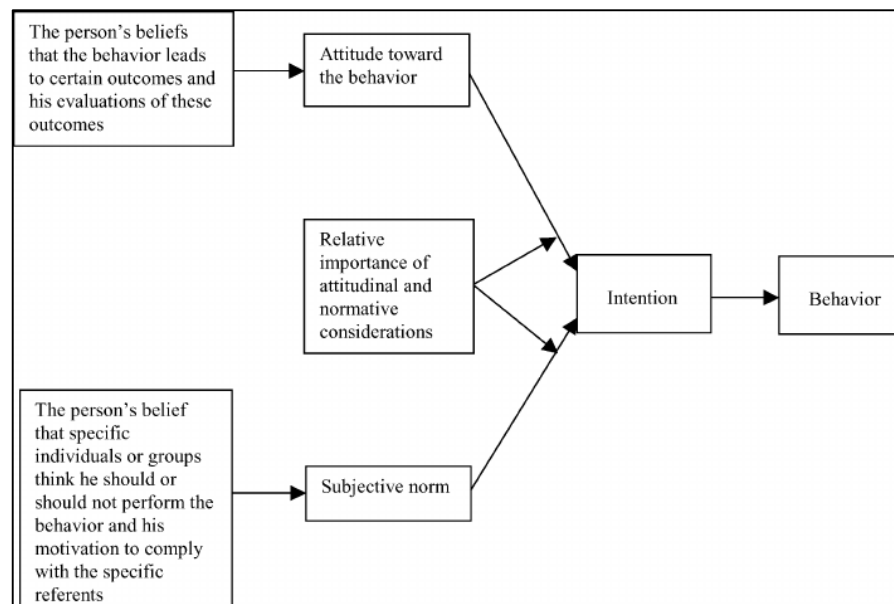 The person’s beliefs
that the behavior leads
to certain outcomes and
his evaluations of these
outcomes
Attitude toward
the behavior
Relative
importance of
attitudinal and
normative
considerations
Intention
Behavior
The person’s belief
that specific
individuals or groups
think he should or
should not perform the
behavior and his
motivation to comply
with the specific
referents
Subjective norm